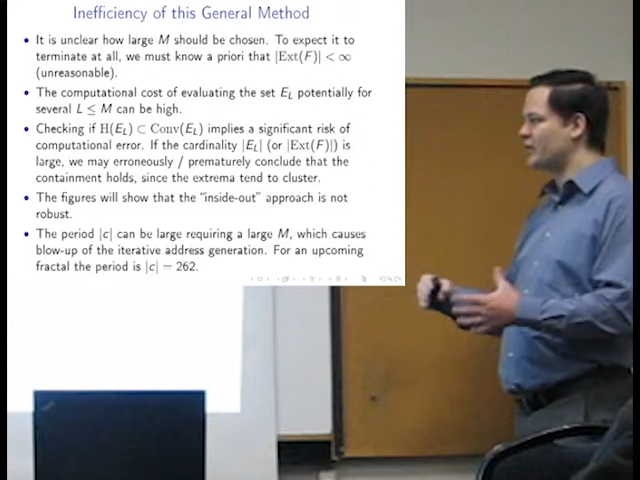 Inefficiency of this General Method
• It is unclear how large M should be chosen. To expect it to
terminate at all, we must know a priori that |Ext(F)| < ∞
(unreasonable).
• The computational cost of evaluating the set E_L potentially for
several L ≤ M can be high.
• Checking if H(E_L) ⊂ Conv(E_L) implies a significant risk of
computational error. If the cardinality |E_L| (or |Ext(F)|) is
large, we may erroneously / prematurely conclude that the
containment holds, since the extrema tend to cluster.
• The figures will show that the “inside-out” approach is not
robust.
• The period |c| can be large requiring a large M, which causes
blow-up of the iterative address generation. For an upcoming
fractal the period is |c| = 262.